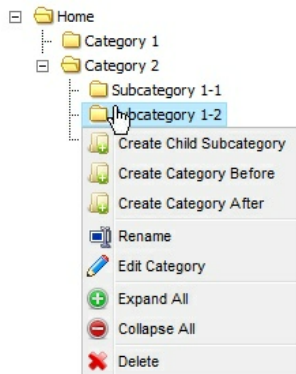 Home
Category 1
Category 2
Subcategory 1-1
Subcategory 1-2
Create Child Subcategory
Create Category Before
Create Category After
Rename
Edit Category
Expand All
Collapse All
Delete